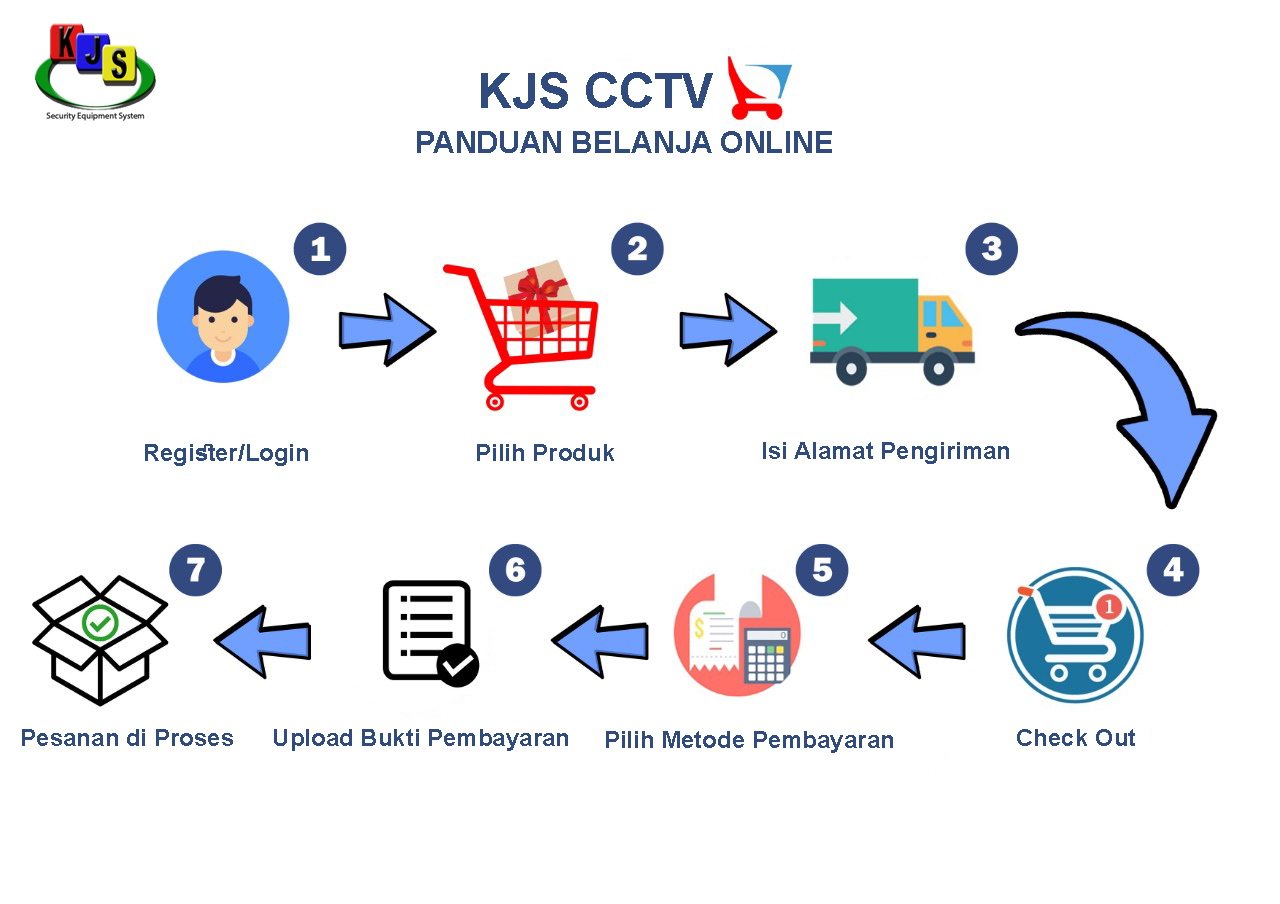 KJS
Security Equipment System
KJS CCTV
PANDUAN BELANJA ONLINE
1
2
3
Register/Login
Pilih Produk
Isi Alamat Pengiriman
7
6
5
4
1
$
0
Pesanan di Proses
Upload Bukti Pembayaran
Pilih Metode Pembayaran
Check Out